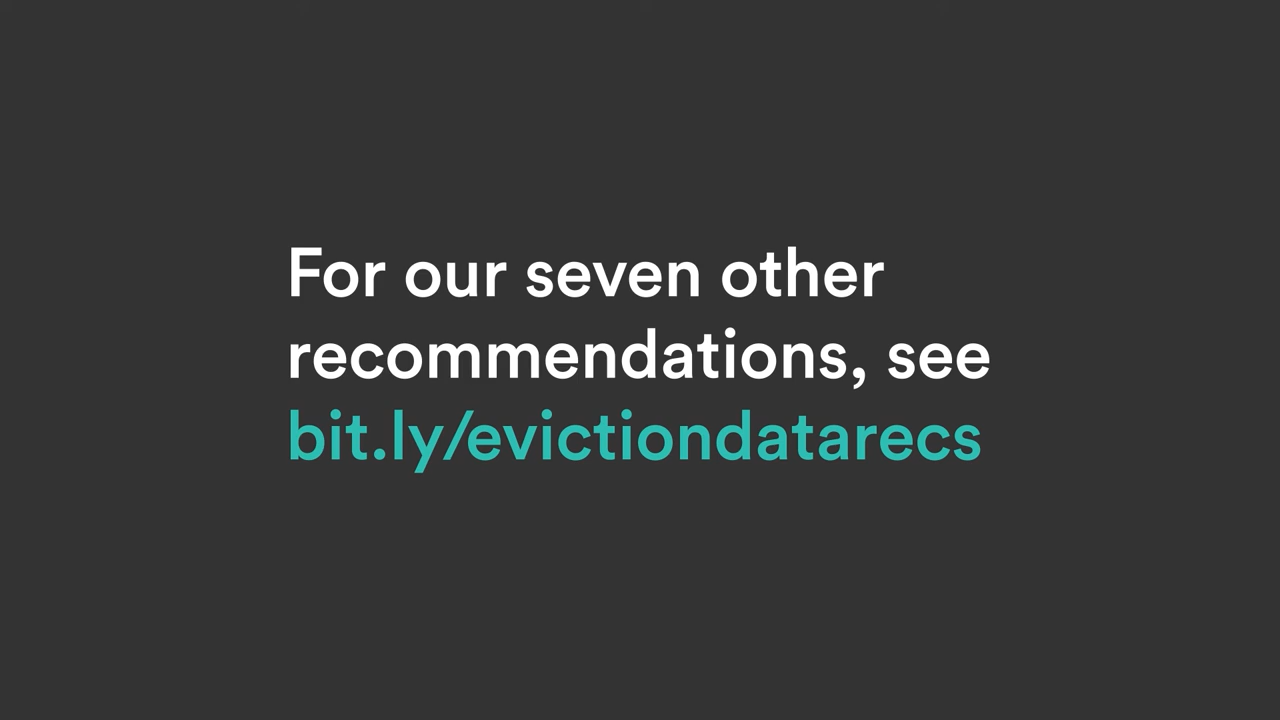 For our seven other
recommendations, see
bit.ly/evictiondatarecs